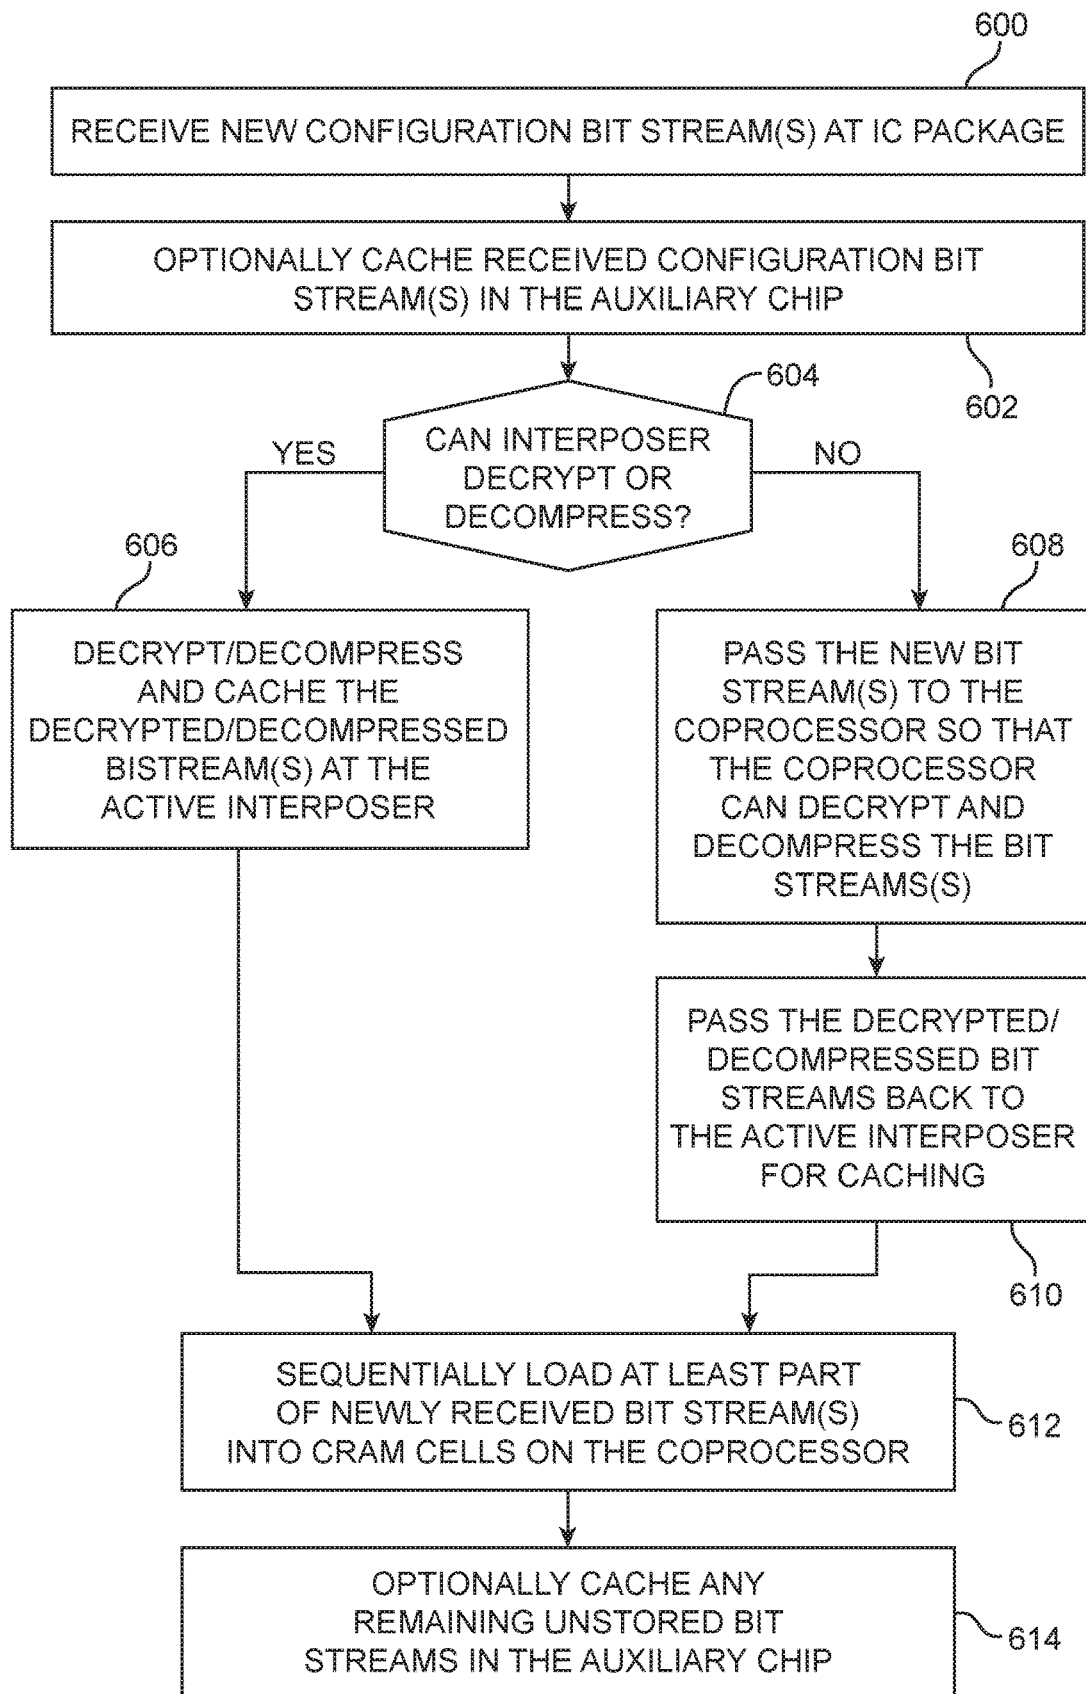 600
RECEIVE NEW CONFIGURATION BIT STREAM(S) AT IC PACKAGE
OPTIONALLY CACHE RECEIVED CONFIGURATION BIT
STREAM(S) IN THE AUXILIARY CHIP
602
604
CAN INTERPOSER
DECRYPT OR
DECOMPRESS?
YES
NO
606
DECRYPT/DECOMPRESS
AND CACHE THE
DECRYPTED/DECOMPRESSED
BISTREAM(S) AT THE
ACTIVE INTERPOSER
608
PASS THE NEW BIT
STREAM(S) TO THE
COPROCESSOR SO THAT
THE COPROCESSOR
CAN DECRYPT AND
DECOMPRESS THE BIT
STREAMS(S)
PASS THE DECRYPTED/
DECOMPRESSED BIT
STREAMS BACK TO
THE ACTIVE INTERPOSER
FOR CACHING
610
SEQUENTIALLY LOAD AT LEAST PART
OF NEWLY RECEIVED BIT STREAM(S)
INTO CRAM CELLS ON THE COPROCESSOR
612
OPTIONALLY CACHE ANY
REMAINING UNSTORED BIT
STREAMS IN THE AUXILIARY CHIP
614